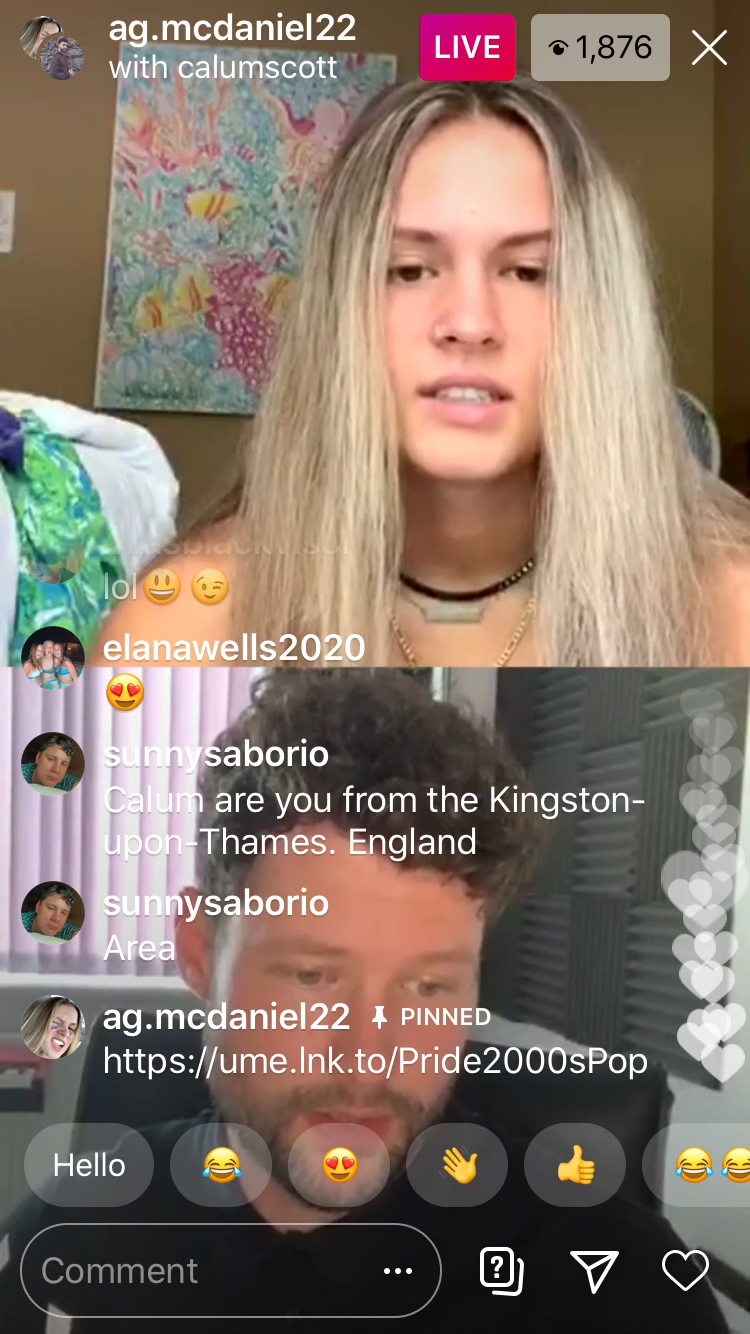 ag.mcdaniel22
with calumscott
LIVE
1,876
lol😃😉
elanawells2020
😍
sunnysaborio
Calum are you from the Kingston-
upon-Thames. England
sunnysaborio
Area
ag.mcdaniel22 PINNED
https://ume.lnk.to/Pride2000sPop
Hello 😂 😍 👋 👍 😂😂
Comment